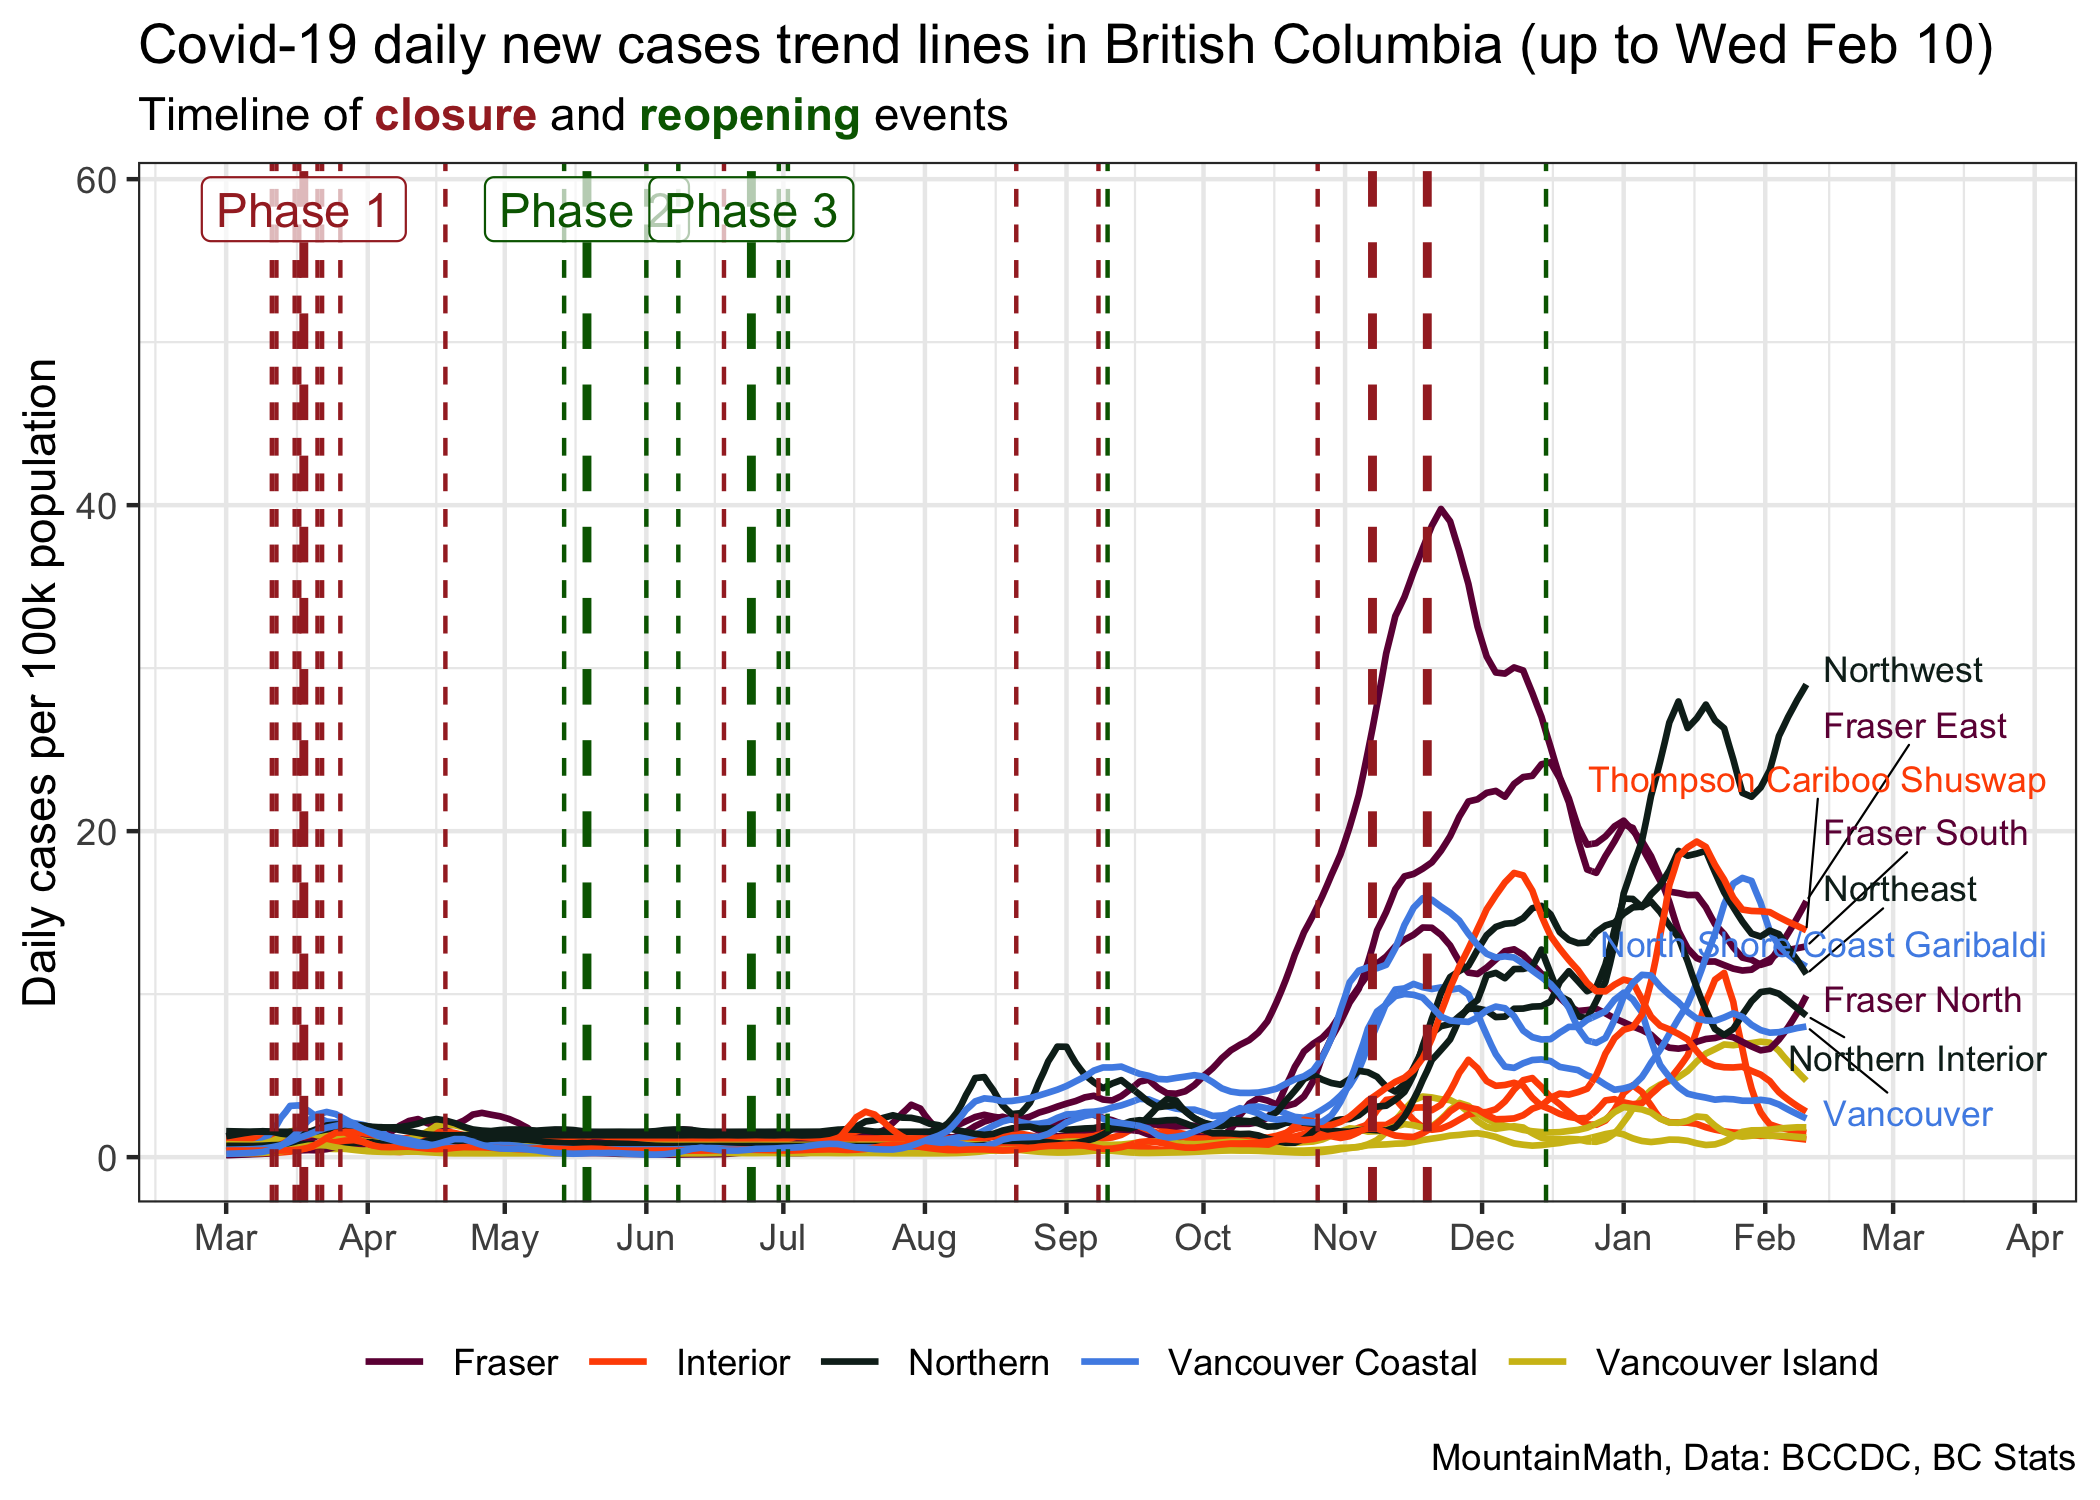 Covid-19 daily new cases trend lines in British Columbia (up to Wed Feb 10)
Timeline of closure and reopening events
Daily cases per 100k population
60
40
20
0
Phase 1
Phase 2
Phase 3
Northwest
Fraser East
Thompson Cariboo Shuswap
Fraser South
Northeast
North Shore/Coast Garibaldi
Fraser North
Northern Interior
Vancouver
Mar Apr May Jun Jul Aug Sep Oct Nov Dec Jan Feb Mar Apr
Fraser Interior Northern Vancouver Coastal Vancouver Island
MountainMath, Data: BCCDC, BC Stats